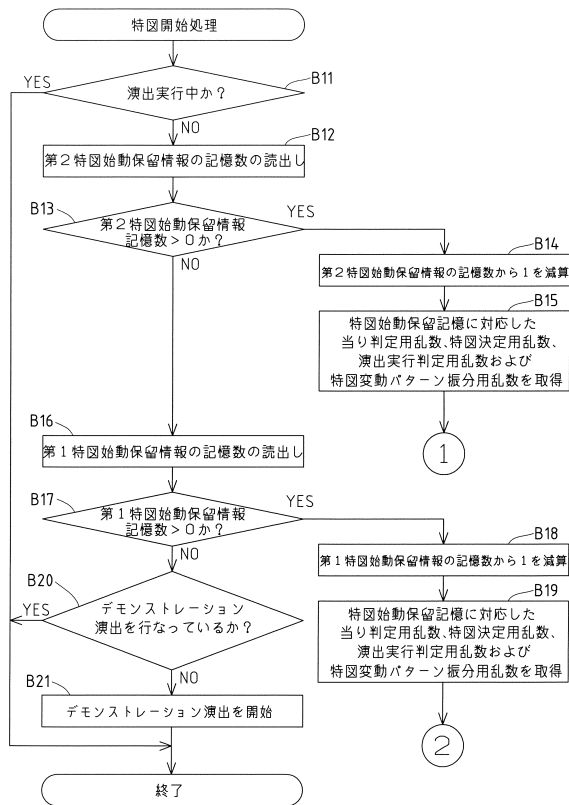 特図開始処理
B11
YES
演出実行中か？
NO
B12
第２特図始動保留情報の記憶数の読出し
B13
第２特図始動保留情報
記憶数＞０か？
YES
NO
B14
第２特図始動保留情報の記憶数から１を減算
B15
特図始動保留記憶に対応した
当り判定用乱数、特図決定用乱数、
演出実行判定用乱数および
特図変動パターン振分用乱数を取得
1
B16
第１特図始動保留情報の記憶数の読出し
B17
第１特図始動保留情報
記憶数＞０か？
YES
NO
B18
第１特図始動保留情報の記憶数から１を減算
B19
特図始動保留記憶に対応した
当り判定用乱数、特図決定用乱数、
演出実行判定用乱数および
特図変動パターン振分用乱数を取得
2
B20
YES
デモンストレーション
演出を行なっているか？
NO
B21
デモンストレーション演出を開始
終了